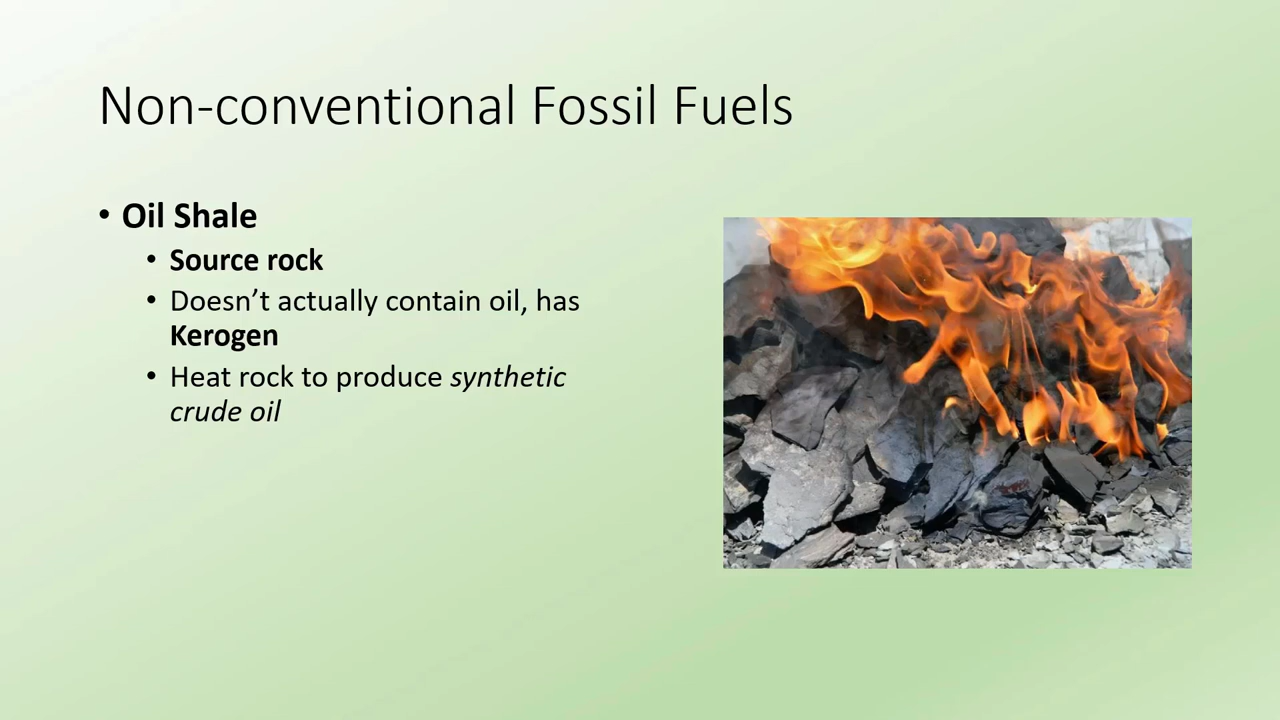 Non-conventional Fossil Fuels
• Oil Shale
• Source rock
• Doesn’t actually contain oil, has
Kerogen
• Heat rock to produce synthetic
crude oil